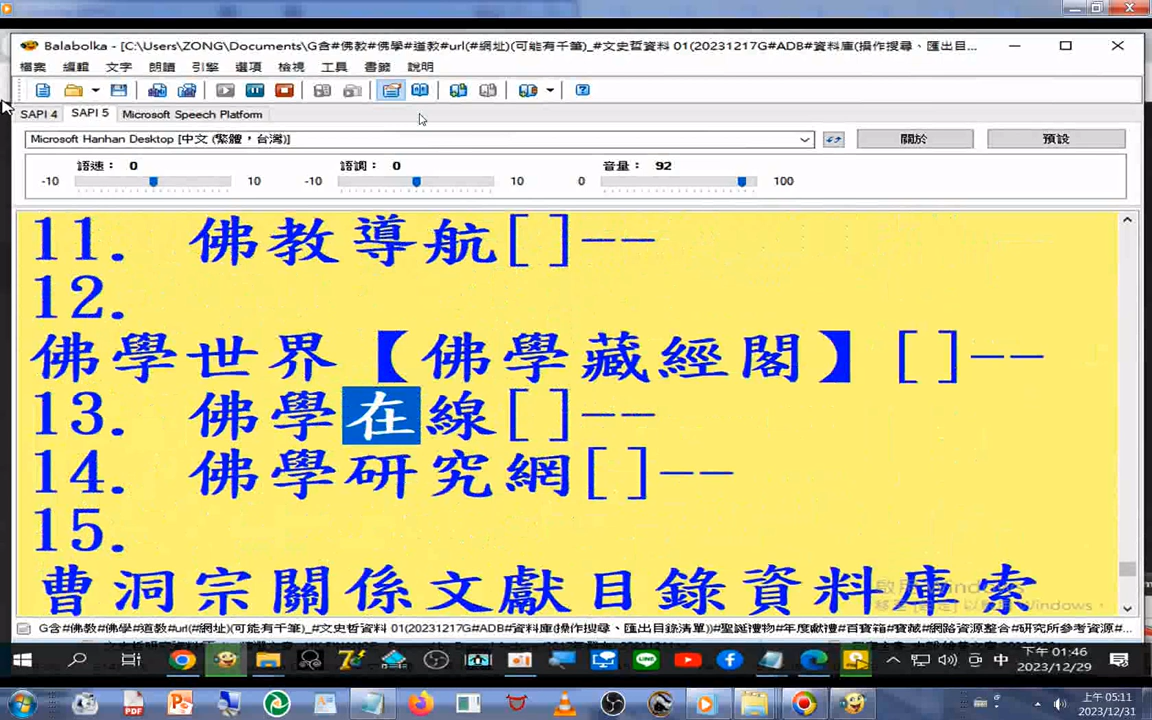 Balabolka - [C:\Users\ZONG\Documents\G含#佛教#佛學#道教#url(#網址)(可能有千筆)_#文史哲資料 01(20231217G#ADB#資料庫(操作搜尋、匯出目...
檔案 編輯 文字 朗讀 引擎 選項 檢視 工具 書籤 說明
SAPI 4 SAPI 5 Microsoft Speech Platform
Microsoft Hanhan Desktop [中文 (繁體，台灣)] 關於 預設
語速： 0 語調： 0 音量： 92
-10 10 -10 10 0 100
11. 佛教導航[]--
12.
佛學世界【佛學藏經閣】[]--
13. 佛學在線[]--
14. 佛學研究網[]--
15.
曹洞宗關係文獻目錄資料庫索
啟用 Windows
G含#佛教#佛學#道教#url(#網址)(可能有千筆)_#文史哲資料 01(20231217G#ADB#資料庫(操作搜尋、匯出目錄清單))#聖誕禮物#年度獻禮#百寶箱#寶藏#網路資源整合#研究所參考資源#...
中 下午 01:46
2023/12/29
上午 05:11
2023/12/31